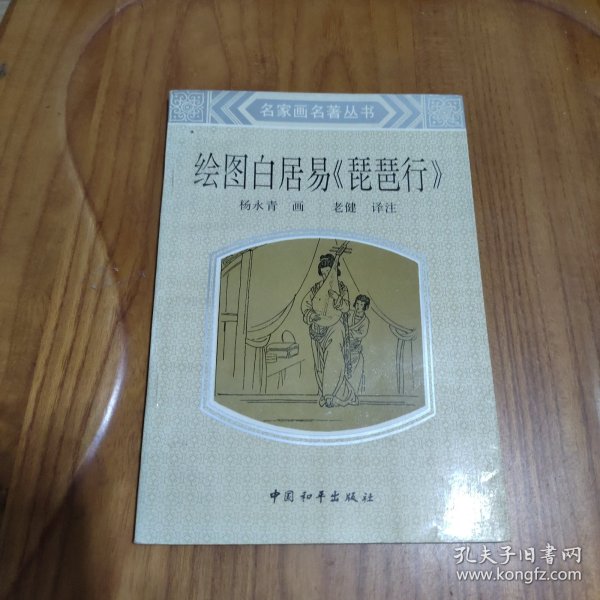 名家画名著丛书
绘图白居易《琵琶行》
杨永青 画 老健 译注
中国和平出版社
孔夫子旧书网
www.kongfz.com